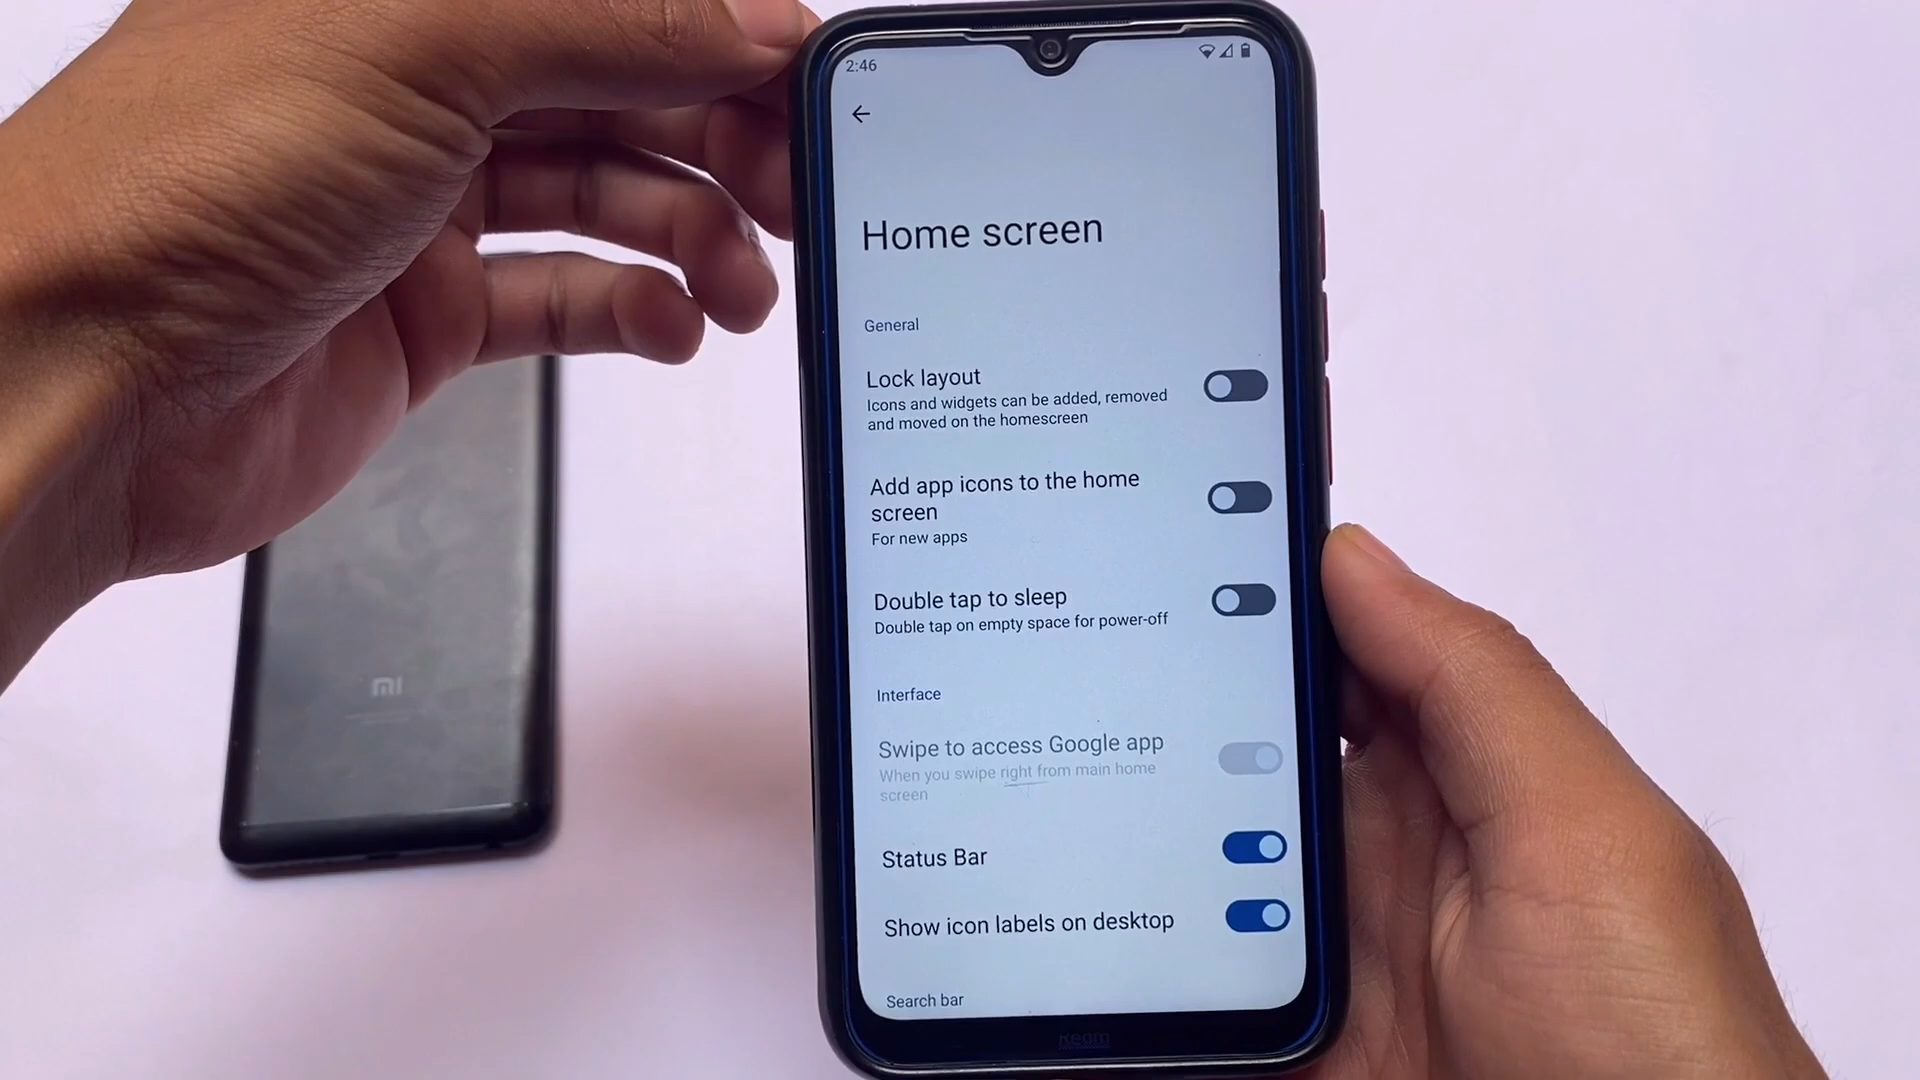 2:46
Home screen
General
Lock layout
Icons and widgets can be added, removed
and moved on the homescreen
Add app icons to the home
screen
For new apps
Double tap to sleep
Double tap on empty space for power-off
Interface
Swipe to access Google app
When you swipe right from main home
screen
Status Bar
Show icon labels on desktop
Search bar
Redmi
MI